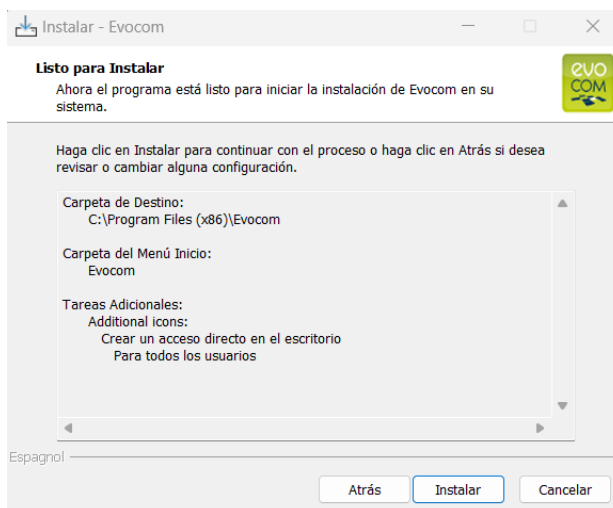 Instalar - Evocom
Listo para Instalar
Ahora el programa está listo para iniciar la instalación de Evocom en su
sistema.
evo
COM
Haga clic en Instalar para continuar con el proceso o haga clic en Atrás si desea
revisar o cambiar alguna configuración.
Carpeta de Destino:
C:\Program Files (x86)\Evocom
Carpeta del Menú Inicio:
Evocom
Tareas Adicionales:
Additional icons:
Crear un acceso directo en el escritorio
Para todos los usuarios
Espagnol
Atrás
Instalar
Cancelar